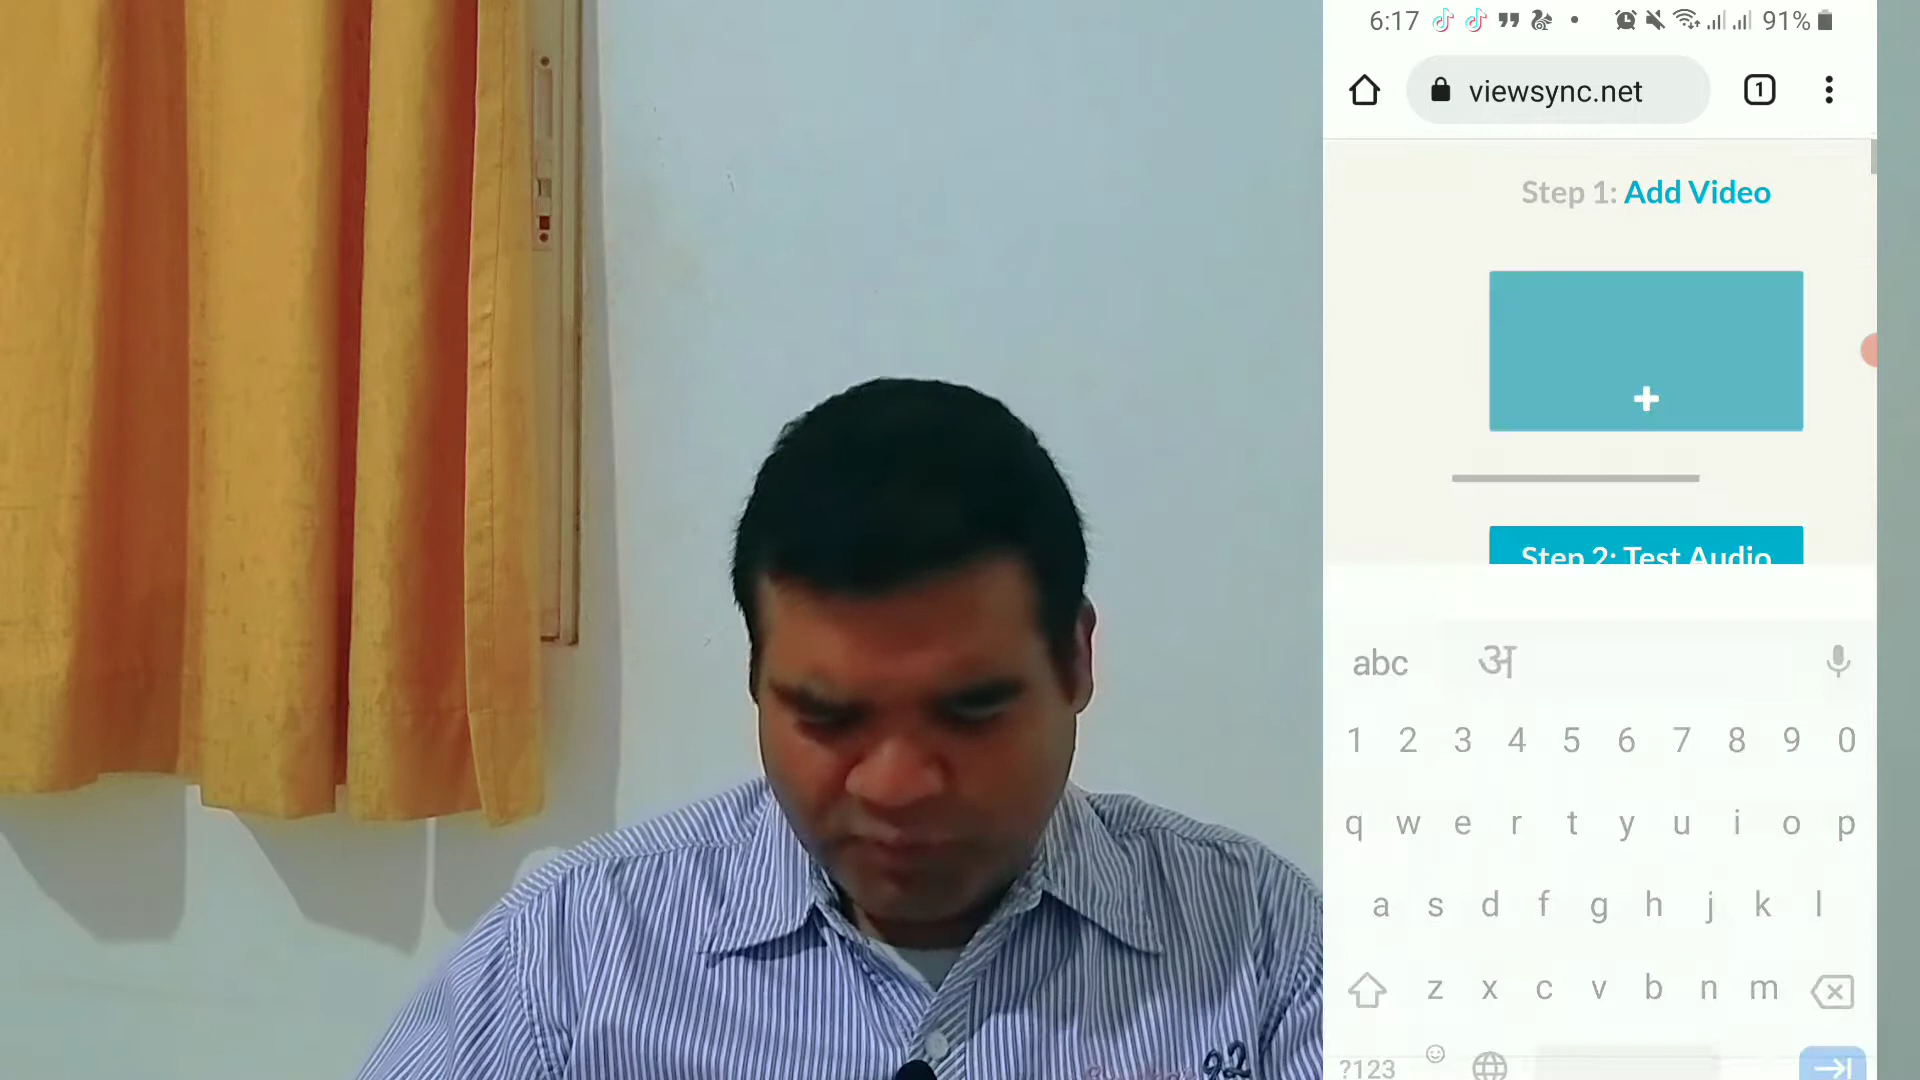 6:17 91%
viewsync.net 1
Step 1: Add Video
+
Step 2: Test Audio
abc अ
1 2 3 4 5 6 7 8 9 0
q w e r t y u i o p
a s d f g h j k l
z x c v b n m
?123
92